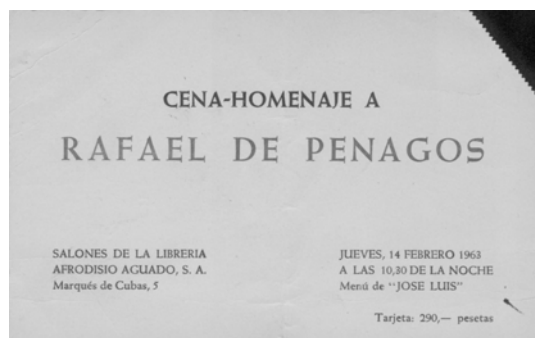 CENA-HOMENAJE A
RAFAEL DE PENAGOS
SALONES DE LA LIBRERIA
AFRODISIO AGUADO, S. A.
Marqués de Cubas, 5
JUEVES, 14 FEBRERO 1963
A LAS 10,30 DE LA NOCHE
Menú de "JOSE LUIS"
Tarjeta: 290,— pesetas